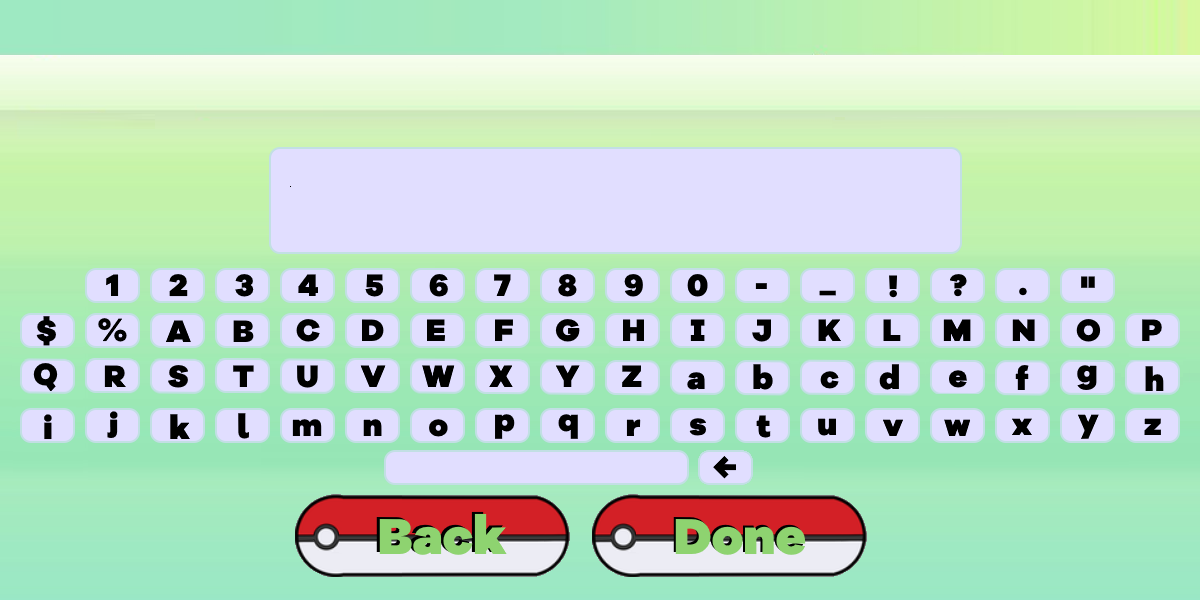 1 2 3 4 5 6 7 8 9 0 - _ ! ? . "
$ % A B C D E F G H I J K L M N O P
Q R S T U V W X Y Z a b c d e f g h
i j k l m n o p q r s t u v w x y z
←
Back Done